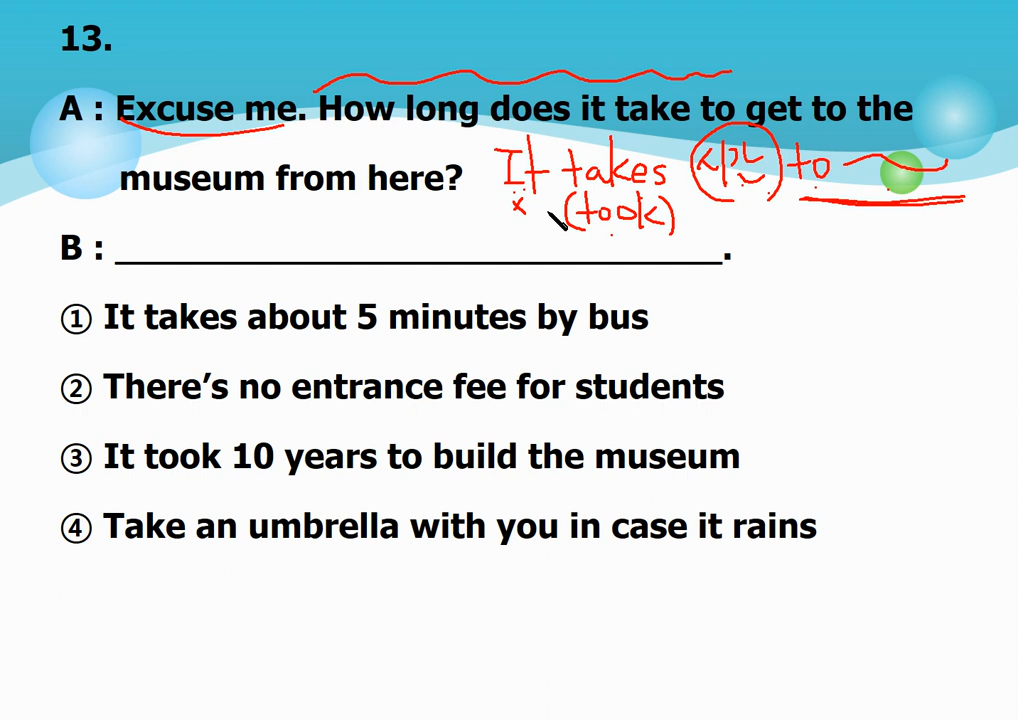 13.
A : Excuse me. How long does it take to get to the
museum from here?
It takes 시간 to
x (took)
B : ______________________________.
① It takes about 5 minutes by bus
② There’s no entrance fee for students
③ It took 10 years to build the museum
④ Take an umbrella with you in case it rains